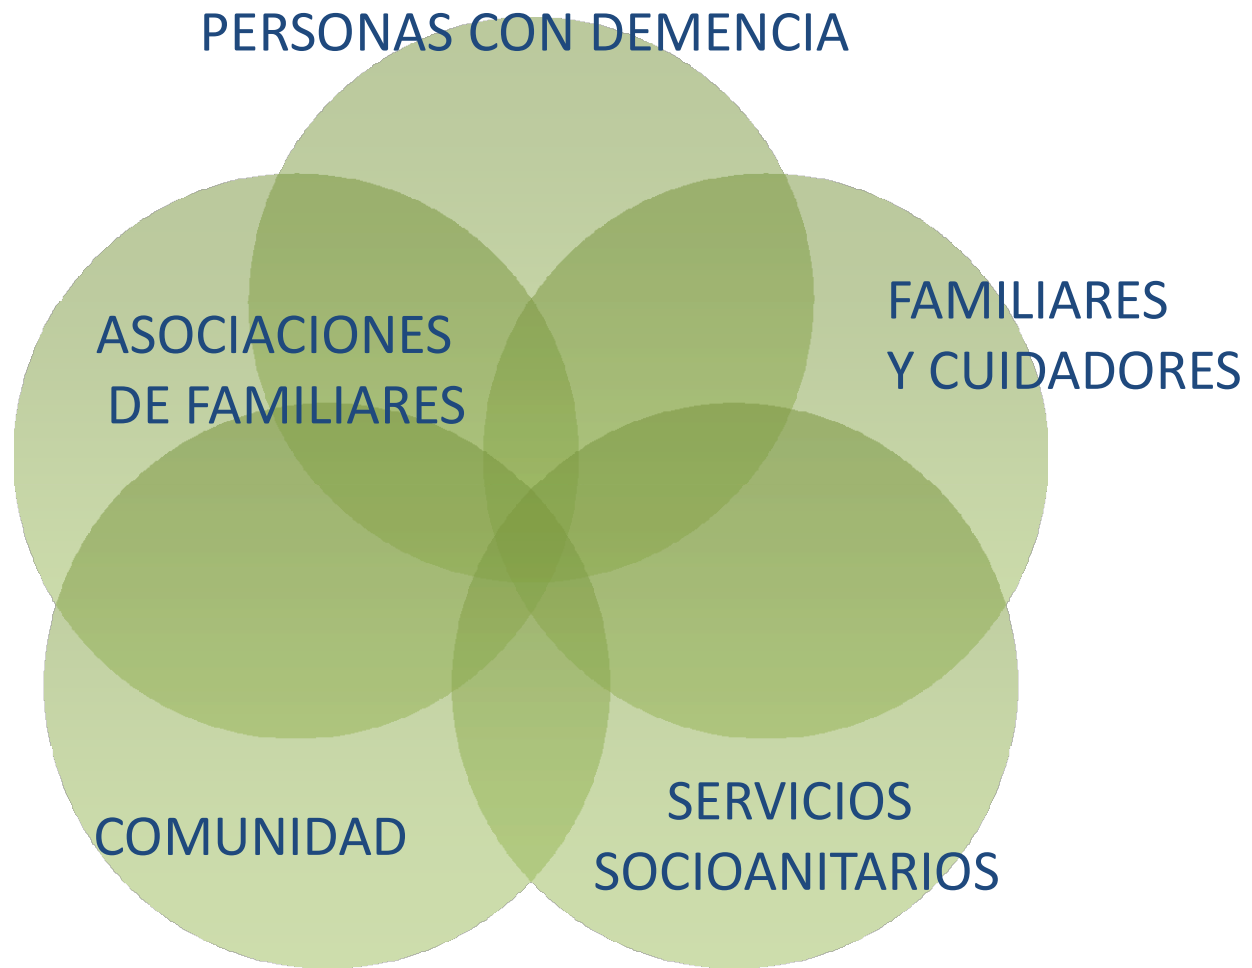 PERSONAS CON DEMENCIA
FAMILIARES
Y CUIDADORES
ASOCIACIONES
DE FAMILIARES
SERVICIOS
SOCIOANITARIOS
COMUNIDAD